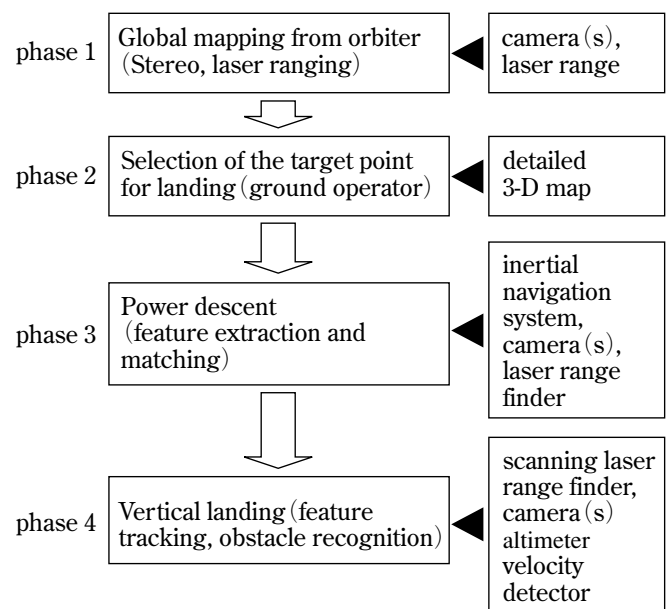 phase 1
Global mapping from orbiter
(Stereo, laser ranging)
camera(s),
laser range
phase 2
Selection of the target point
for landing(ground operator)
detailed
3-D map
phase 3
Power descent
(feature extraction and
matching)
inertial
navigation
system,
camera(s),
laser range
finder
phase 4
Vertical landing(feature
tracking, obstacle recognition)
scanning laser
range finder,
camera(s)
altimeter
velocity
detector